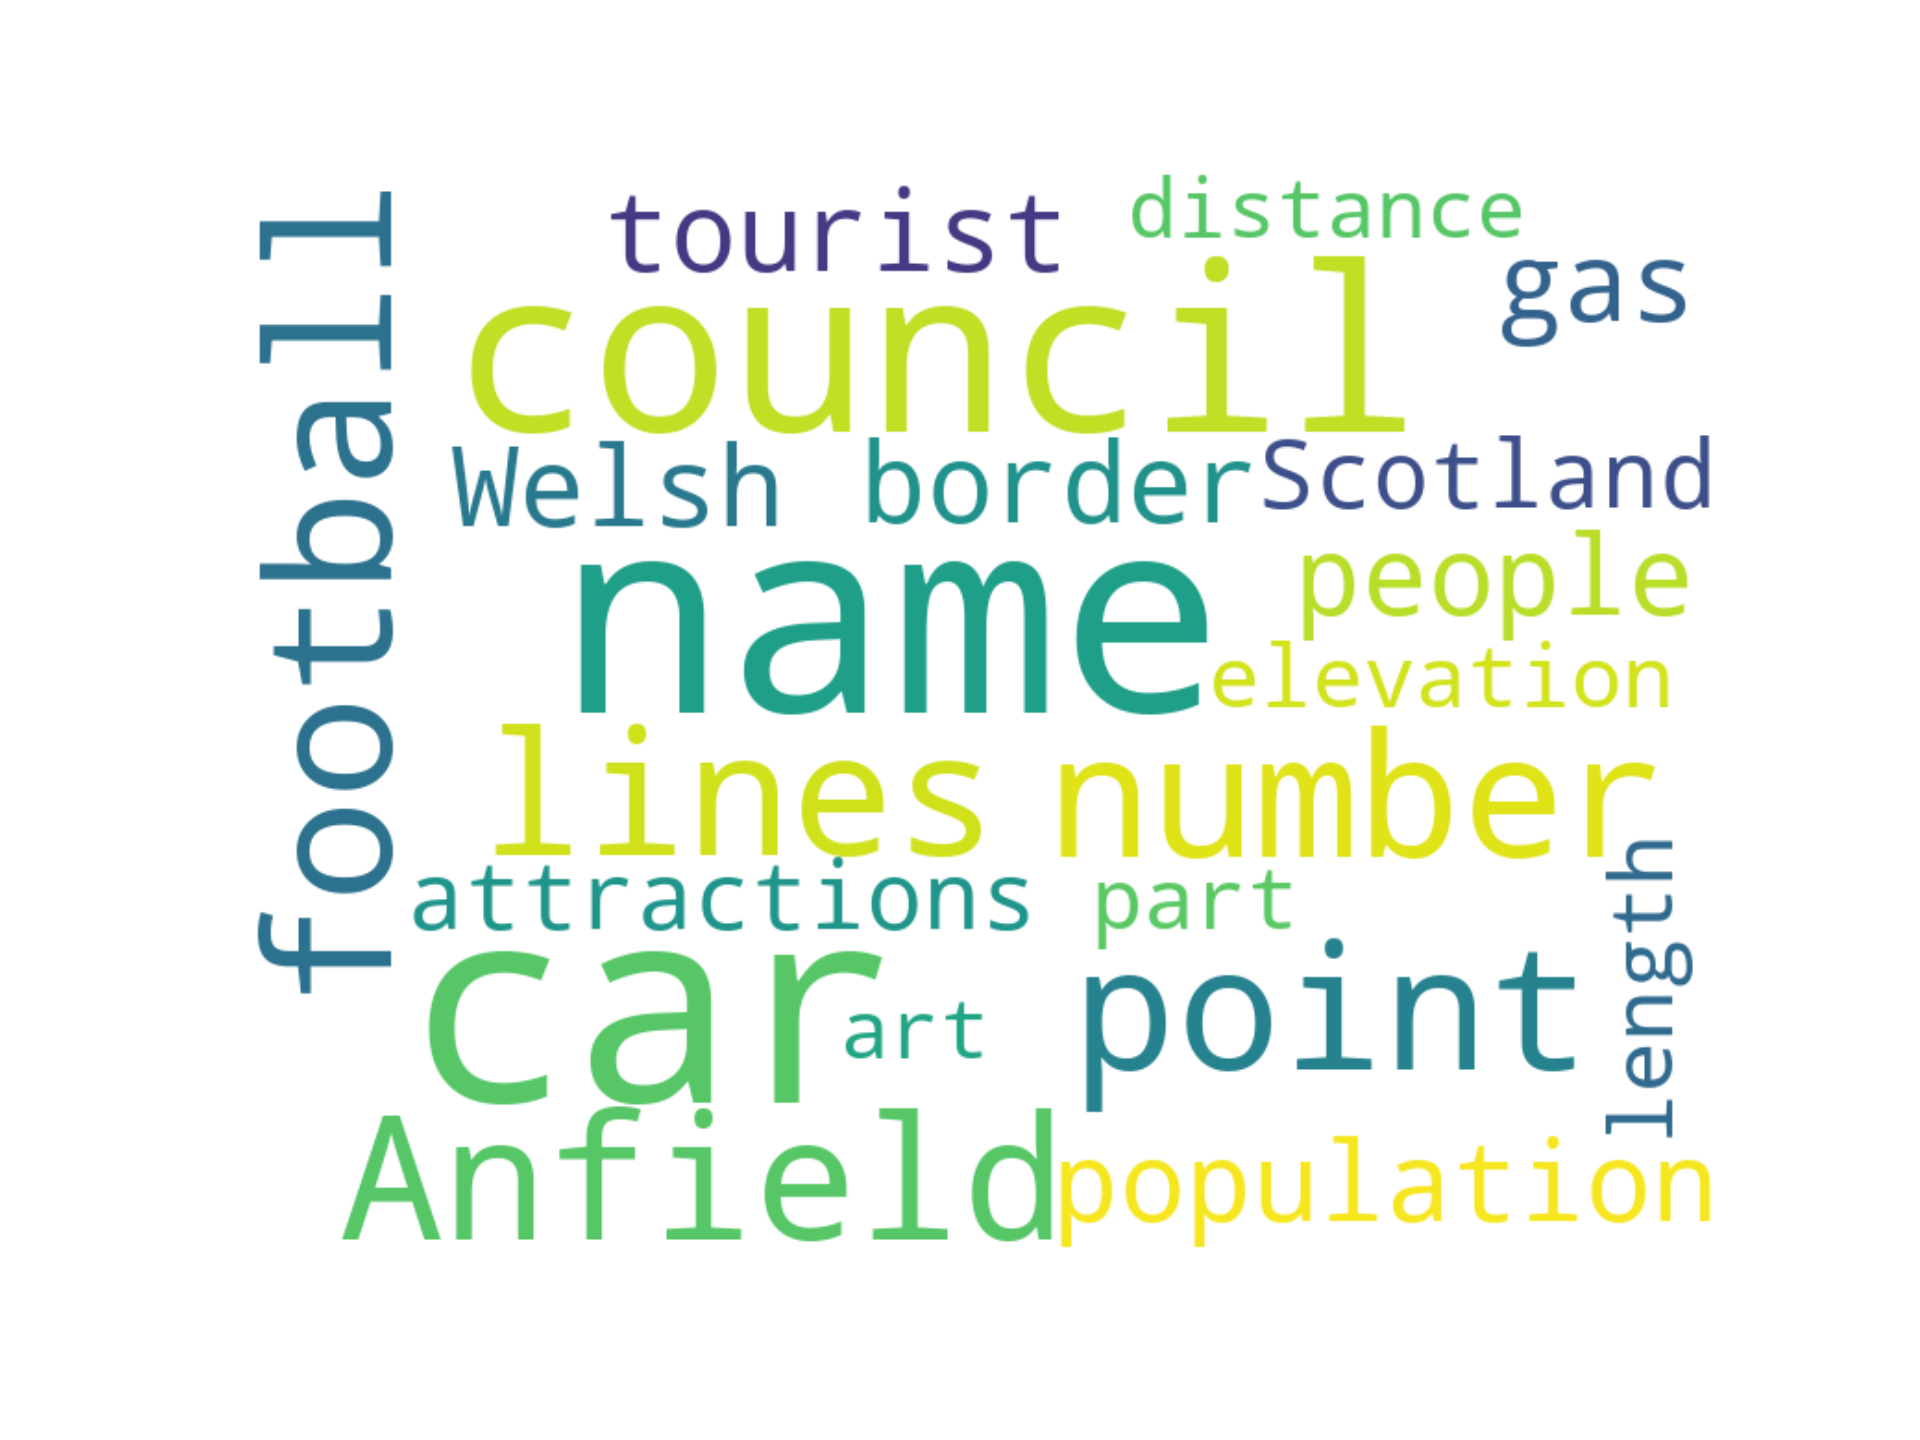 football
tourist
distance
council
gas
Welsh border Scotland
name
people
elevation
lines number
attractions part
length
car
art
point
Anfield
population